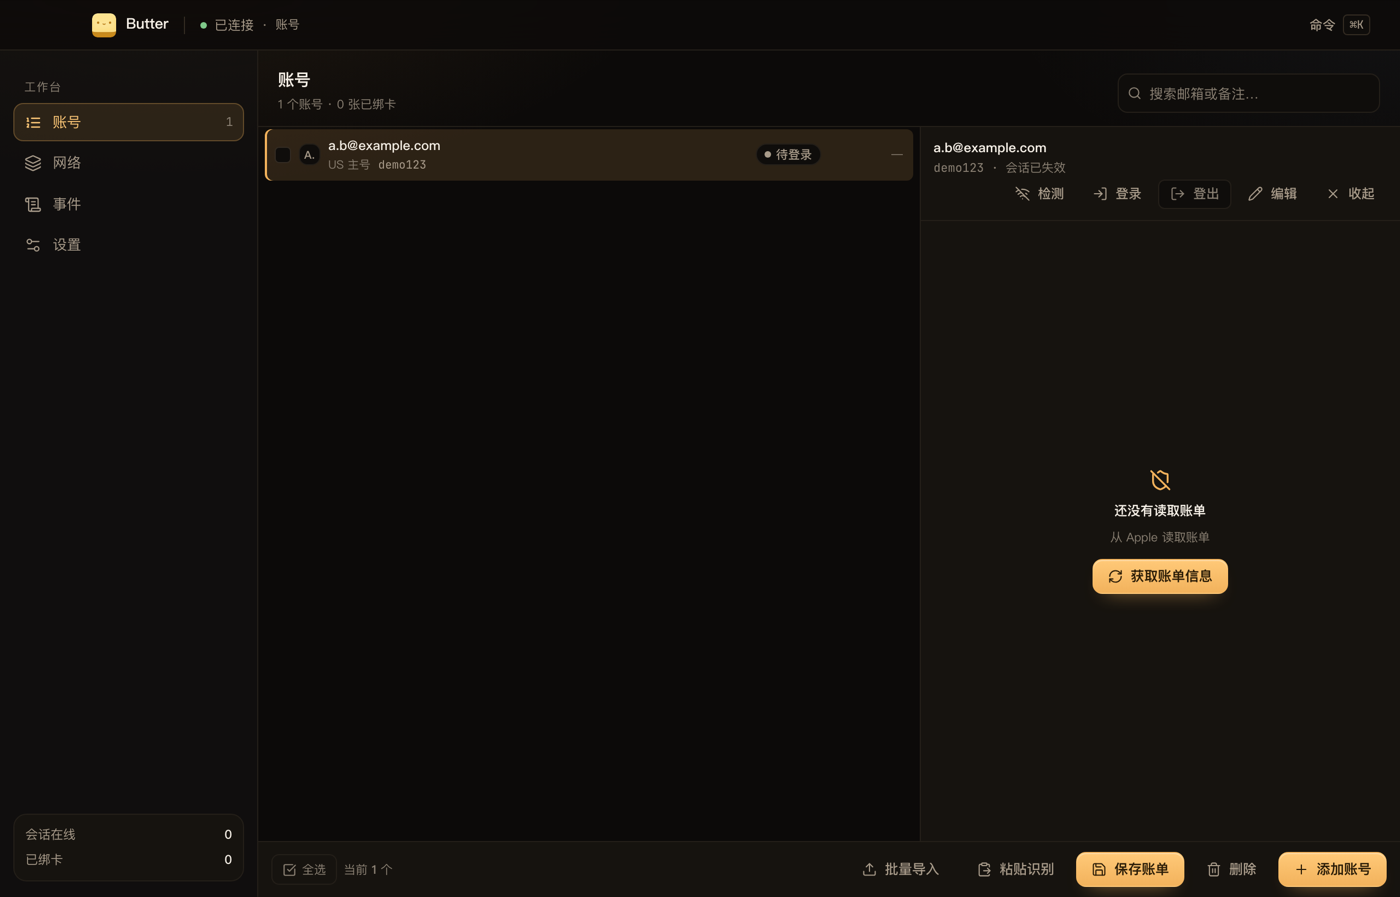 Butter
已连接 · 账号
命令 ⌘K
工作台
账号 1
网络
事件
设置
会话在线 0
已绑卡 0
账号
1 个账号 · 0 张已绑卡
搜索邮箱或备注...
A.
a.b@example.com
US 主号 demo123
待登录
—
a.b@example.com
demo123 · 会话已失效
检测
登录
登出
编辑
收起
还没有读取账单
从 Apple 读取账单
获取账单信息
全选
当前 1 个
批量导入
粘贴识别
保存账单
删除
添加账号